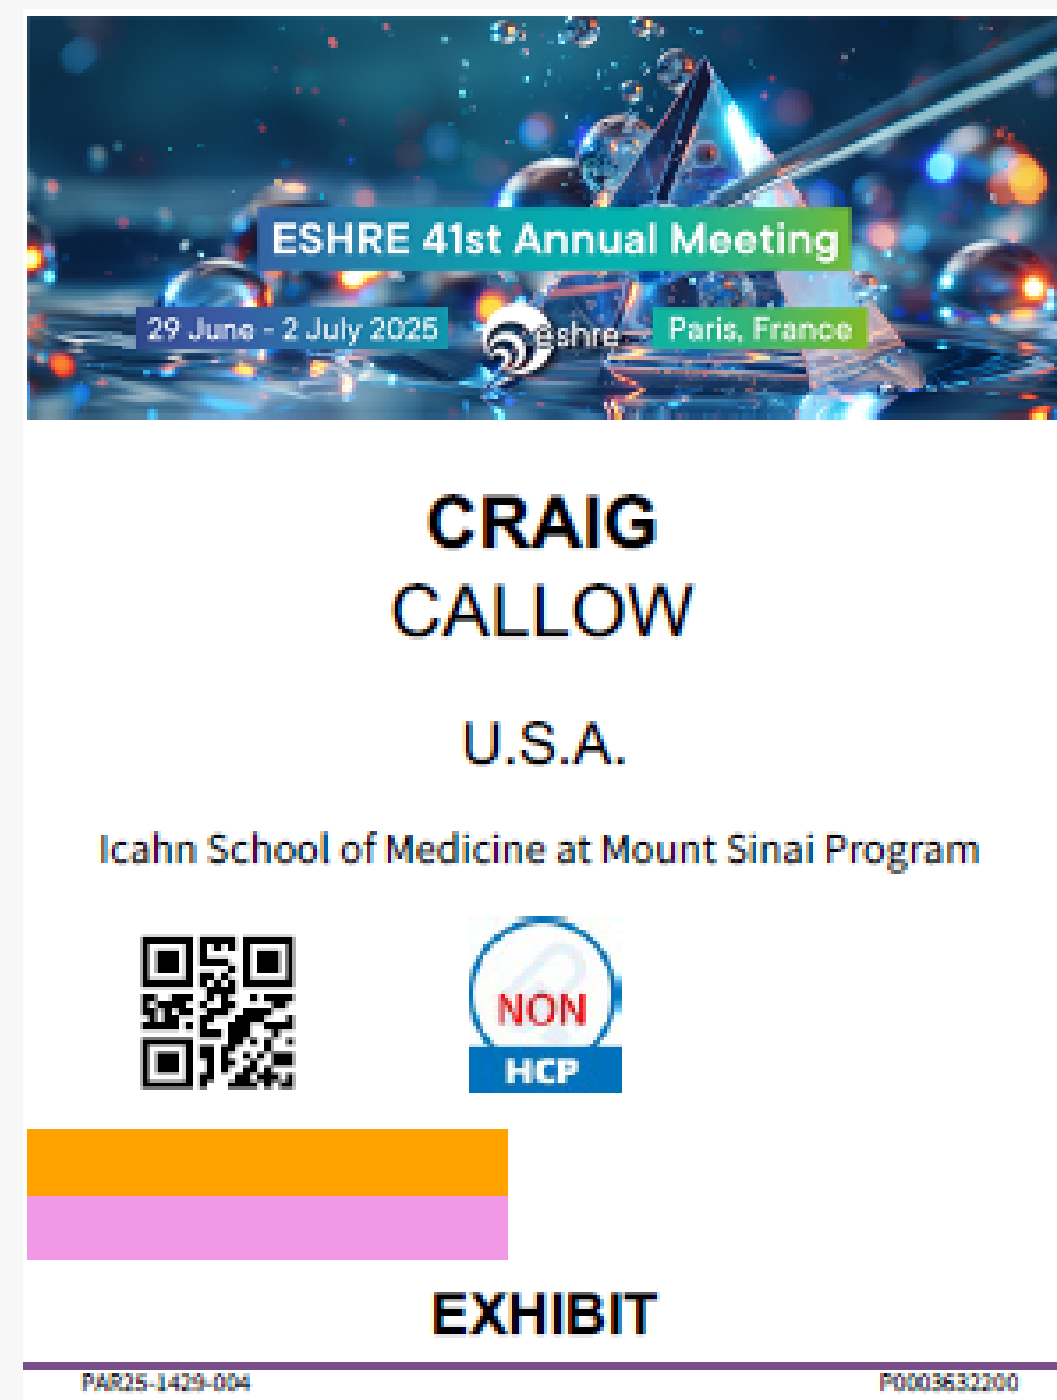 ESHRE 41st Annual Meeting
29 June - 2 July 2025
eshre
Paris, France
CRAIG
CALLOW
U.S.A.
Icahn School of Medicine at Mount Sinai Program
NON
HCP
EXHIBIT
PAR25-1429-004
P0003632200